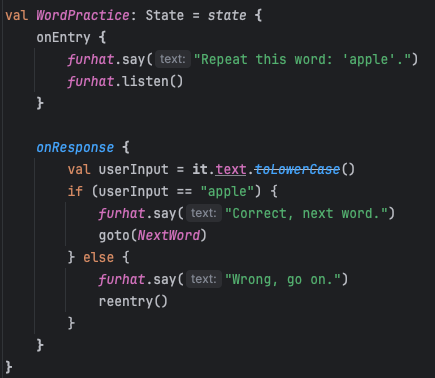 val WordPractice: State = state {
onEntry {
furhat.say( text: "Repeat this word: 'apple'.")
furhat.listen()
}
onResponse {
val userInput = it.text.toLowerCase()
if (userInput == "apple") {
furhat.say( text: "Correct, next word.")
goto(NextWord)
} else {
furhat.say( text: "Wrong, go on.")
reentry()
}
}
}